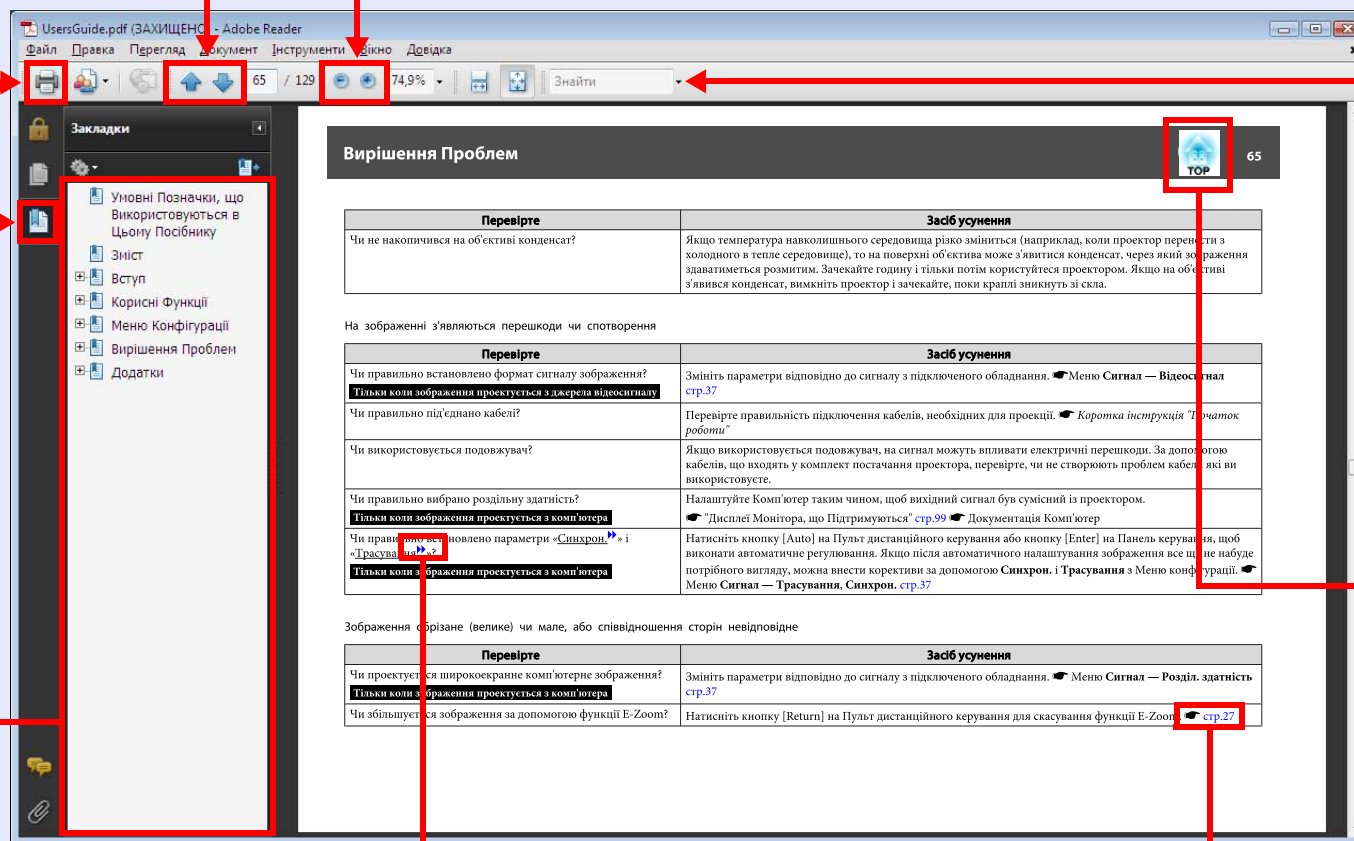 UsersGuide.pdf (ЗАХИЩЕНО) - Adobe Reader
Файл Правка Перегляд Документ Інструменти Вікно Довідка
65 / 129 74,9% Знайти
Закладки
Умовні Позначки, що
Використовуються в
Цьому Посібнику
Зміст
Вступ
Корисні Функції
Меню Конфігурації
Вирішення Проблем
Додатки
Вирішення Проблем
TOP
65
Перевірте Засіб усунення
Чи не накопичився на об'єктиві конденсат?
Якщо температура навколишнього середовища різко зміниться (наприклад, коли проектор перенести з
холодного в тепле середовище), то на поверхні об'єктива може з'явитися конденсат, через який зображення
здаватиметься розмитим. Зачекайте годину і тільки потім користуйтеся проектором. Якщо на об'єктиві
з'явився конденсат, вимкніть проектор і зачекайте, поки краплі зникнуть зі скла.
На зображенні з'являються перешкоди чи спотворення
Перевірте Засіб усунення
Чи правильно встановлено формат сигналу зображення?
Тільки коли зображення проектується з джерела відеосигналу
Змініть параметри відповідно до сигналу з підключеного обладнання. ☛Меню Сигнал — Відеосигнал
стр.37
Чи правильно під'єднано кабелі?
Перевірте правильність підключення кабелів, необхідних для проекції. ☛ Коротка інструкція "Початок
роботи"
Чи використовується подовжувач?
Якщо використовується подовжувач, на сигнал можуть впливати електричні перешкоди. За допомогою
кабелів, що входять у комплект постачання проектора, перевірте, чи не створюють проблем кабелі, які ви
використовуєте.
Чи правильно вибрано роздільну здатність?
Тільки коли зображення проектується з комп'ютера
Налаштуйте Комп'ютер таким чином, щоб вихідний сигнал був сумісний із проектором.
☛ "Дисплеї Монітора, що Підтримуються" стр.99 ☛ Документація Комп'ютер
Чи правильно встановлено параметри «Синхрон.» і
«Трасування»?
Тільки коли зображення проектується з комп'ютера
Натисніть кнопку [Auto] на Пульт дистанційного керування або кнопку [Enter] на Панель керування, щоб
виконати автоматичне регулювання. Якщо після автоматичного налаштування зображення все ще не набуде
потрібного вигляду, можна внести корективи за допомогою Синхрон. і Трасування з Меню конфігурації. ☛
Меню Сигнал — Трасування, Синхрон. стр.37
Зображення обрізане (велике) чи мале, або співвідношення сторін невідповідне
Перевірте Засіб усунення
Чи проектується широкоекранне комп'ютерне зображення?
Тільки коли зображення проектується з комп'ютера
Змініть параметри відповідно до сигналу з підключеного обладнання. ☛ Меню Сигнал — Розділ. здатність
стр.37
Чи збільшується зображення за допомогою функції E-Zoom?
Натисніть кнопку [Return] на Пульт дистанційного керування для скасування функції E-Zoom. ☛ стр.27